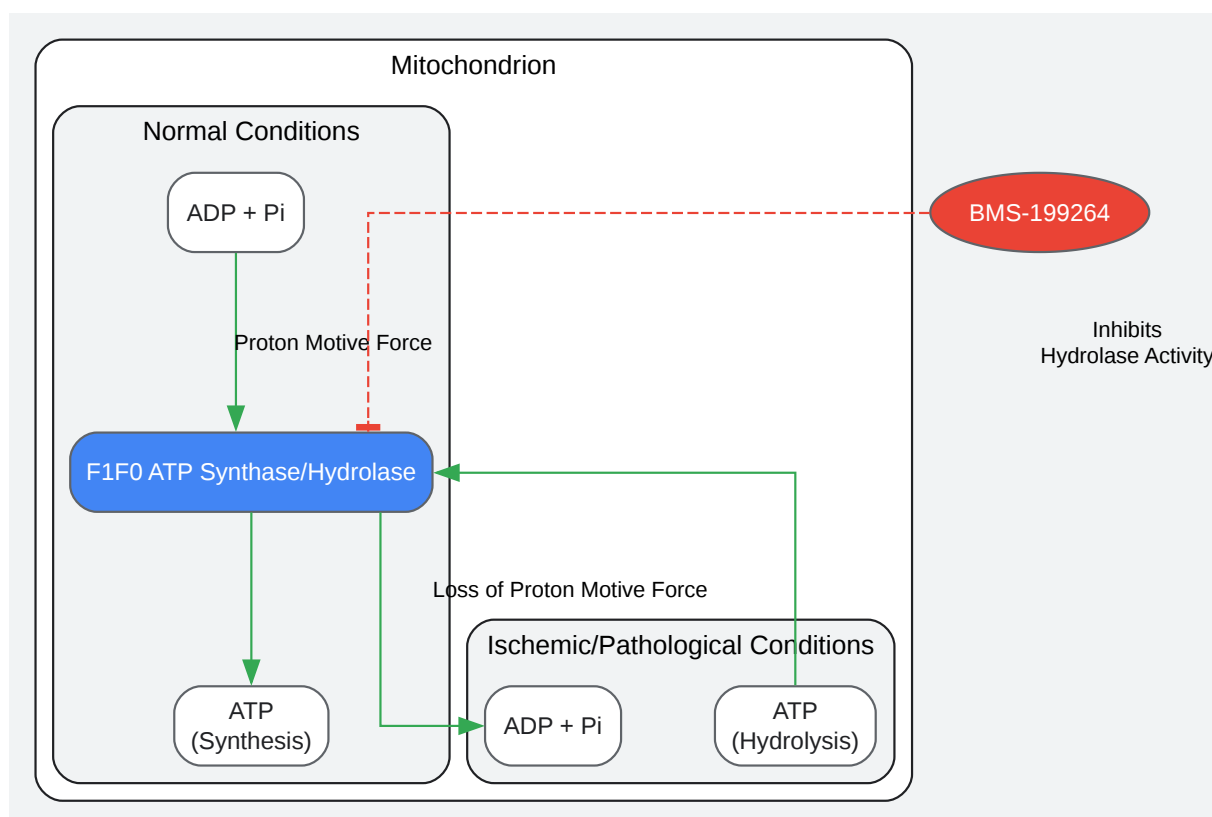 Mitochondrion
Normal Conditions
ADP + Pi
BMS-199264
Proton Motive Force
Inhibits
Hydrolase Activity
F1F0 ATP Synthase/Hydrolase
Loss of Proton Motive Force
Ischemic/Pathological Conditions
ATP
(Synthesis)
ADP + Pi
ATP
(Hydrolysis)